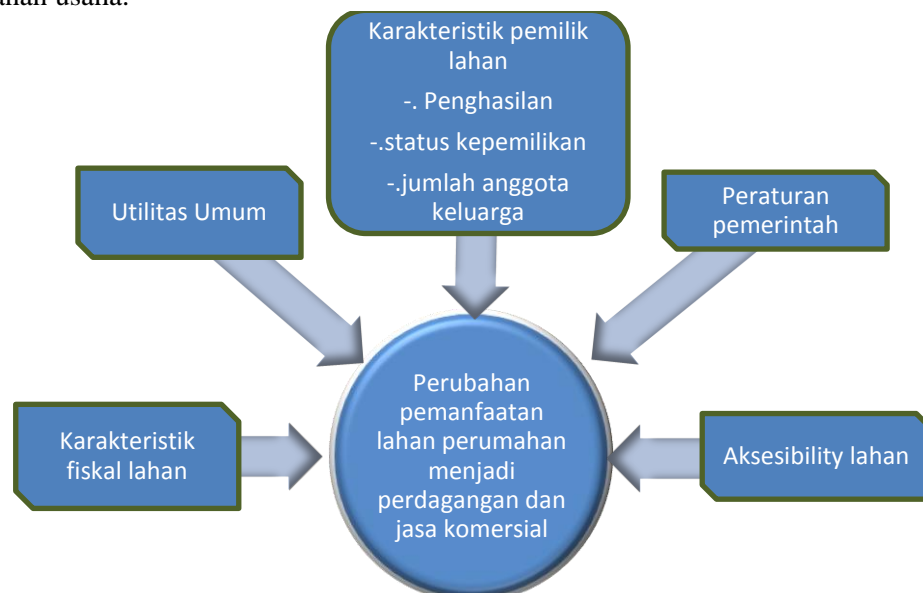 usaha.
Karakteristik pemilik
lahan
-. Penghasilan
-.status kepemilikan
-.jumlah anggota
keluarga
Utilitas Umum
Peraturan
pemerintah
Karakteristik
fiskal lahan
Perubahan
pemanfaatan
lahan perumahan
menjadi
perdagangan dan
jasa komersial
Aksesibility lahan